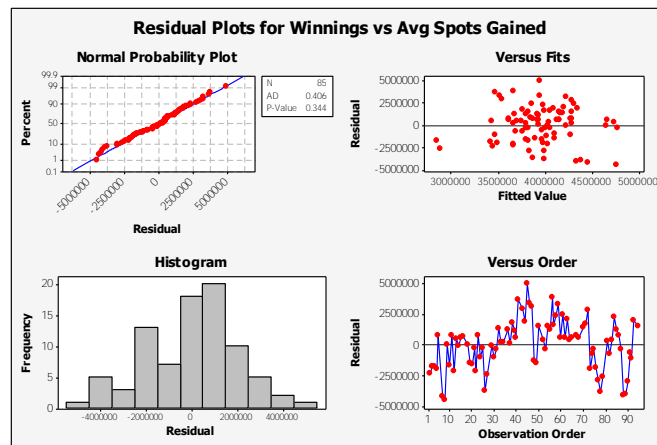 Residual Plots for Winnings vs Avg Spots Gained
Normal Probability Plot
99.9
99
90
50
10
1
0.1
Percent
-5000000
-2500000
0
2500000
5000000
Residual
N 85
AD 0.406
P-Value 0.344
Versus Fits
5000000
2500000
0
-2500000
-5000000
Residual
3000000 3500000 4000000 4500000 5000000
Fitted Value
Histogram
20
15
10
5
0
Frequency
-4000000 -2000000 0 2000000 4000000
Residual
Versus Order
5000000
2500000
0
-2500000
-5000000
Residual
1 10 20 30 40 50 60 70 80 90
Observation Order